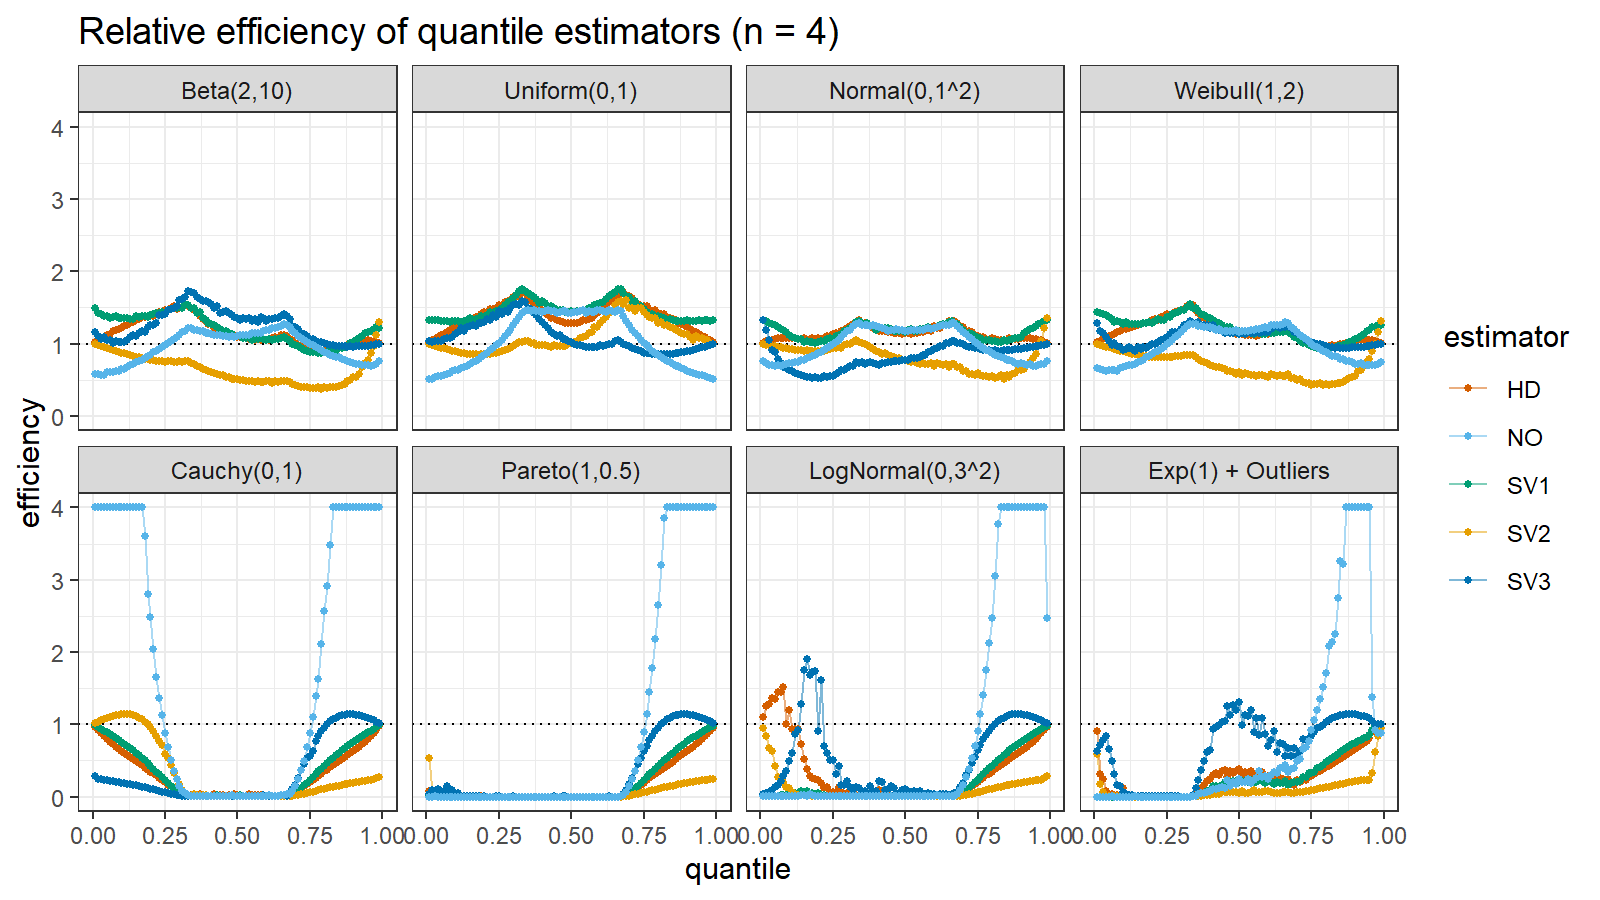 Relative efficiency of quantile estimators (n = 4)
Beta(2,10)
Uniform(0,1)
Normal(0,1^2)
Weibull(1,2)
4
3
2
1
0
Cauchy(0,1)
Pareto(1,0.5)
LogNormal(0,3^2)
Exp(1) + Outliers
4
3
2
1
0
efficiency
0.00 0.25 0.50 0.75 1.00
0.00 0.25 0.50 0.75 1.00
0.00 0.25 0.50 0.75 1.00
0.00 0.25 0.50 0.75 1.00
quantile
estimator
HD
NO
SV1
SV2
SV3